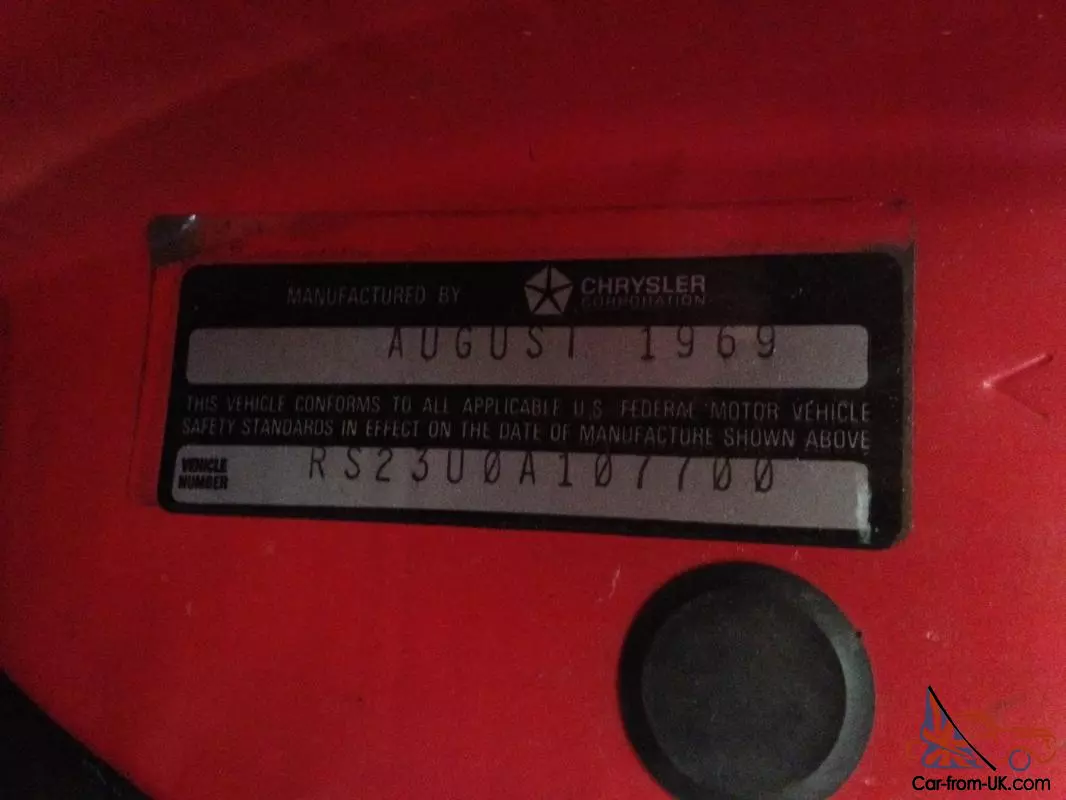 MANUFACTURED BY CHRYSLER
CORPORATION
AUGUST 1969
THIS VEHICLE CONFORMS TO ALL APPLICABLE U.S. FEDERAL MOTOR VEHICLE
SAFETY STANDARDS IN EFFECT ON THE DATE OF MANUFACTURE SHOWN ABOVE
VEHICLE
NUMBER
RS23U0A107700
Car-from-UK.com